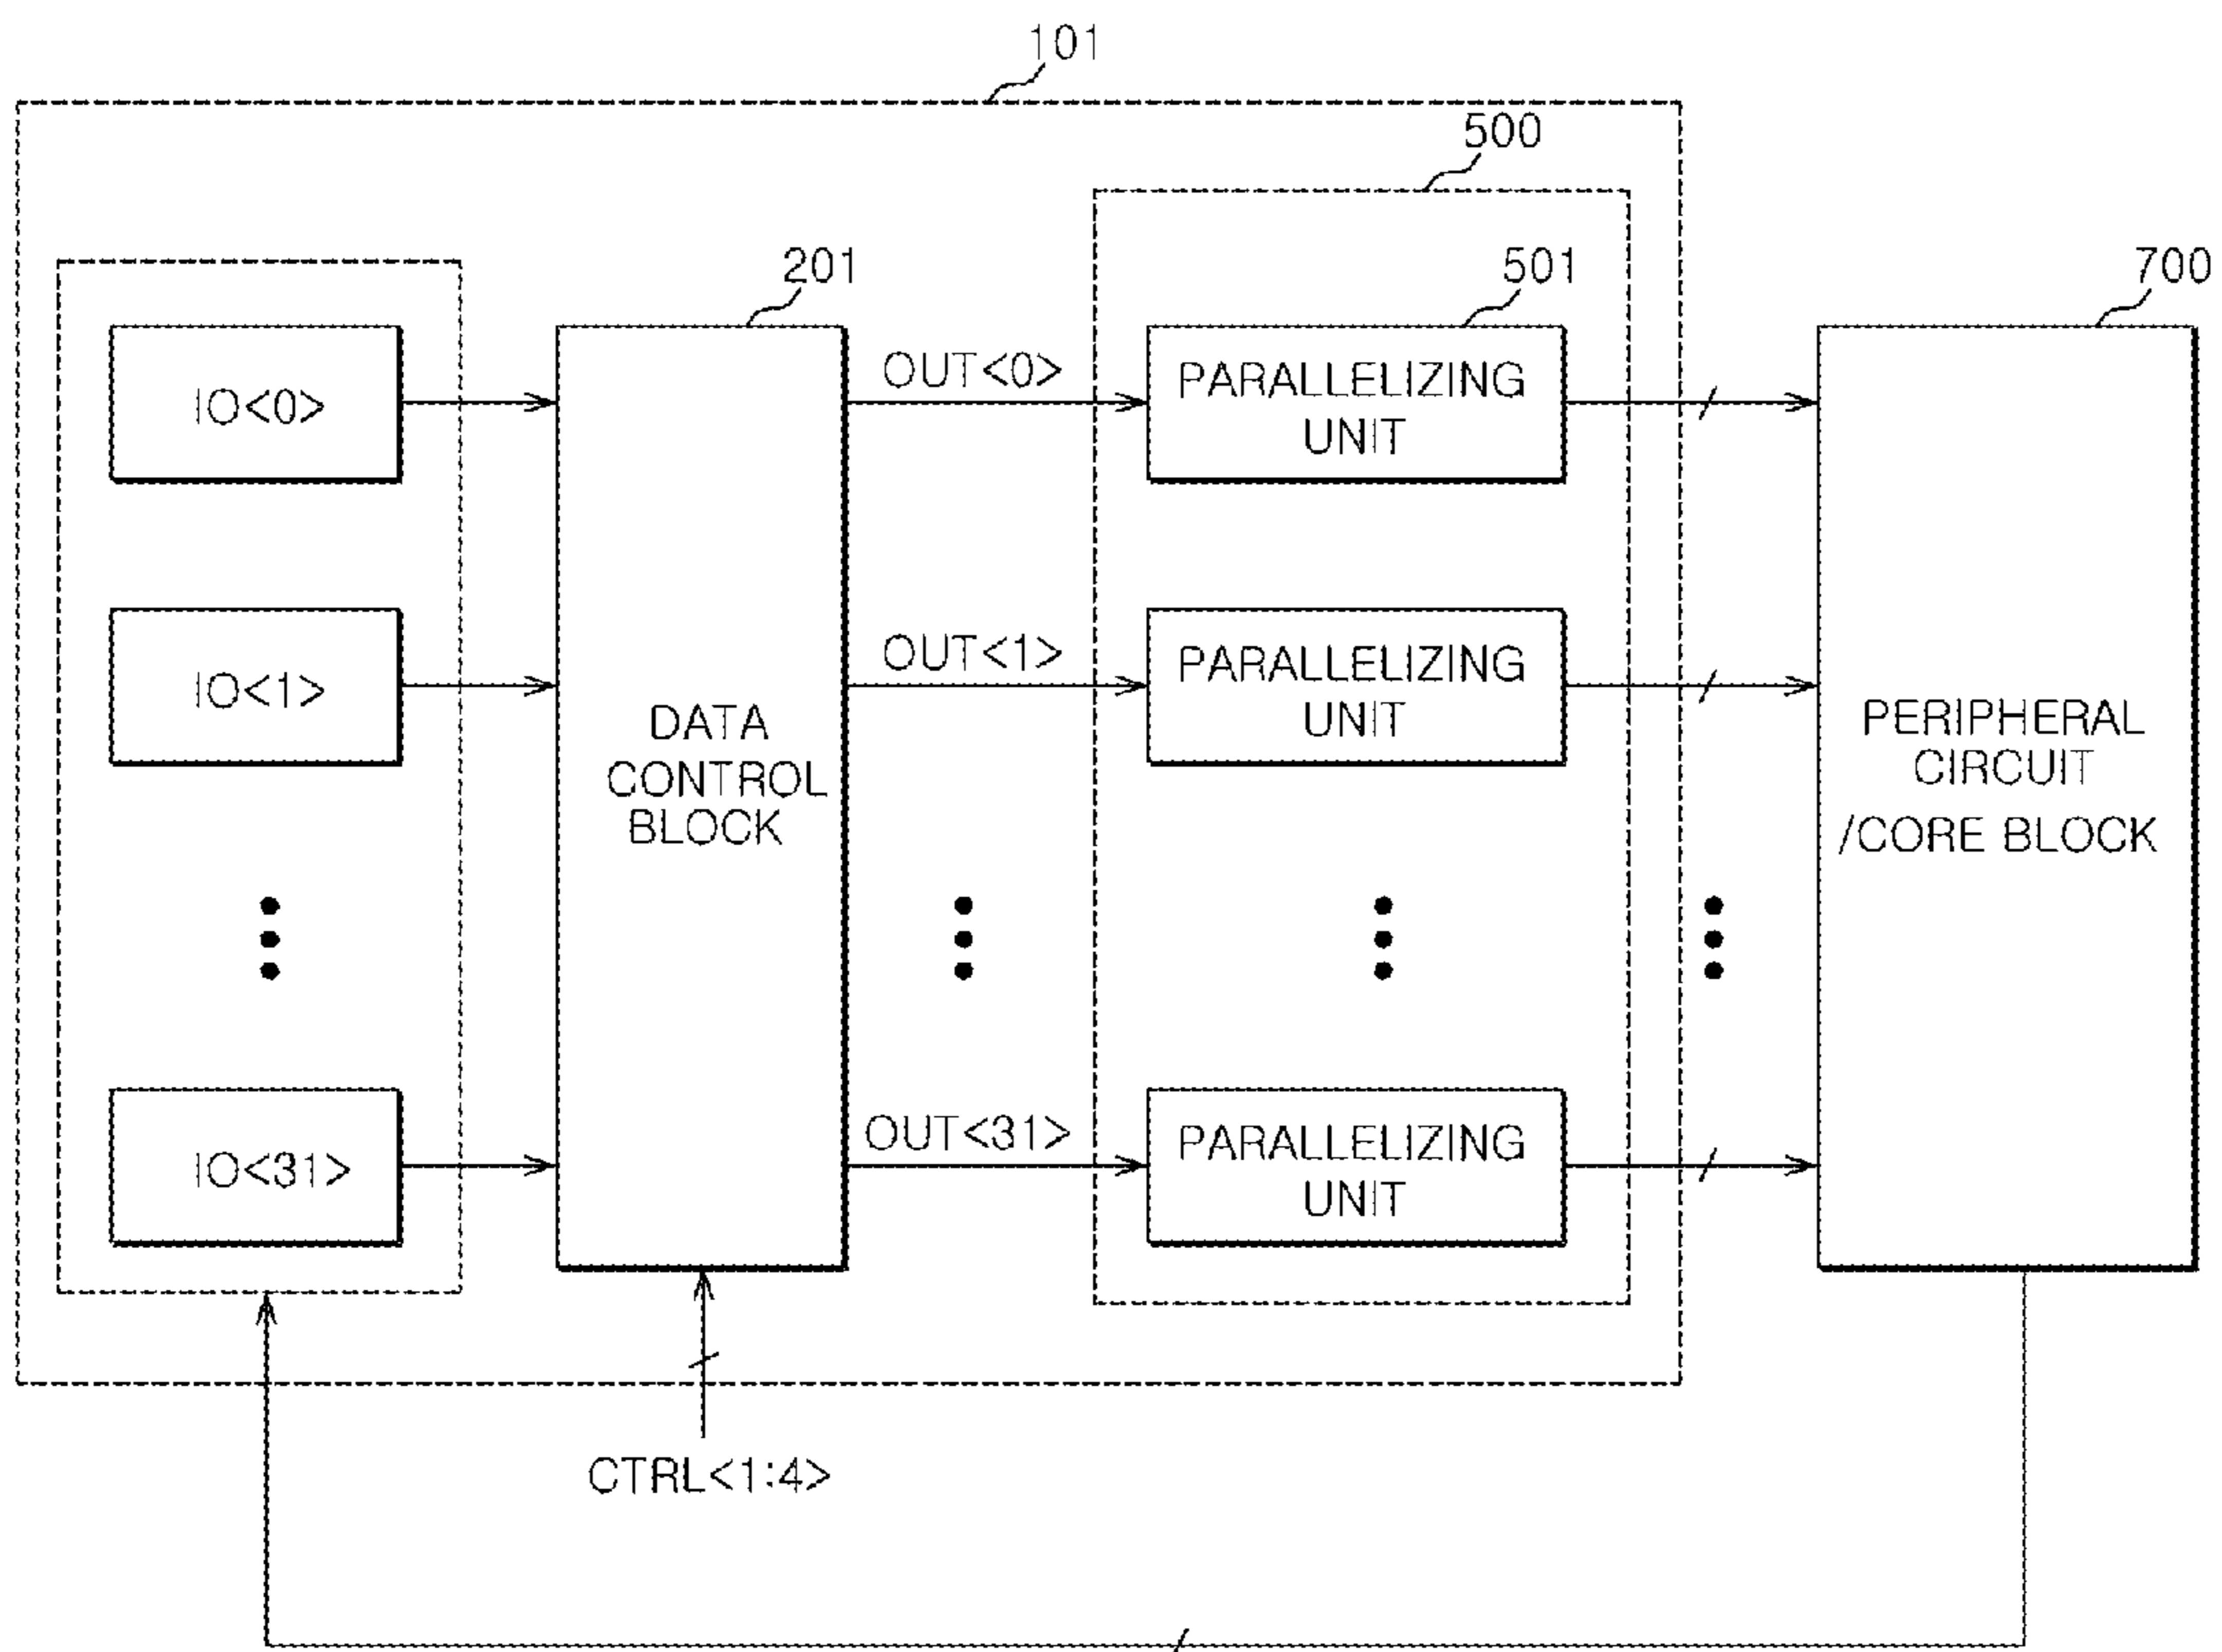 101
500
201
501
700
IO<0>
OUT<0>
PARALLELIZING
UNIT
IO<1>
OUT<1>
PARALLELIZING
UNIT
DATA
CONTROL
BLOCK
PERIPHERAL
CIRCUIT
/CORE BLOCK
IO<31>
OUT<31>
PARALLELIZING
UNIT
CTRL<1:4>